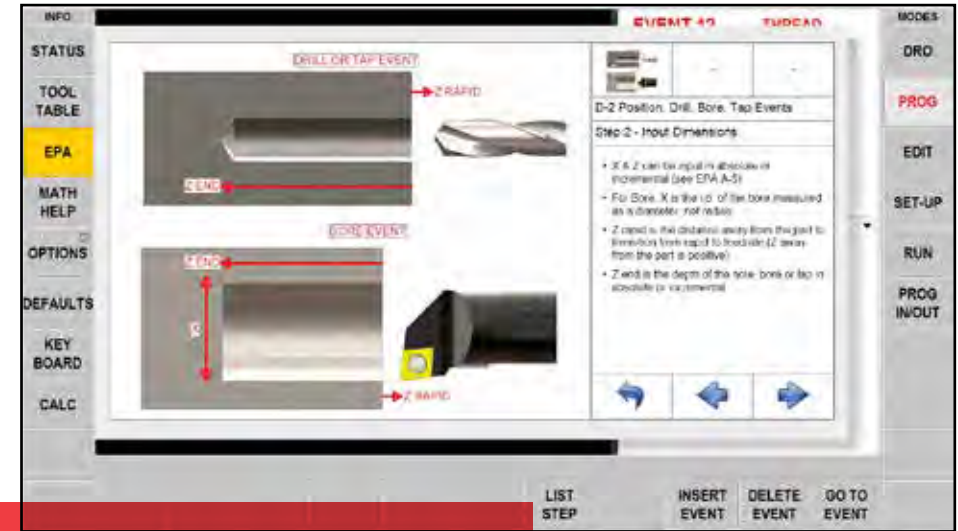 INFO
EVENT 12 THREAD
MODES
STATUS
TOOL
TABLE
EPA
MATH
HELP
OPTIONS
DEFAULTS
KEY
BOARD
CALC
DRILL OR TAP EVENT
Z RAPID
Z END
BORE EVENT
Z END
X
Z RAPID
D-2 Position, Drill, Bore, Tap Events
Step 2 - Input Dimensions
• X & Z can be input in absolute or
incremental (see EPA A-5)
• For Bore, X is the i.d. of the bore measured
as a diameter, not radius
• Z rapid is the distance away from the part to
transition from rapid to feedrate (Z away
from the part is positive)
• Z end is the depth of the hole, bore or tap in
absolute or incremental
DRO
PROG
EDIT
SET-UP
RUN
PROG
IN/OUT
LIST
STEP
INSERT
EVENT
DELETE
EVENT
GO TO
EVENT